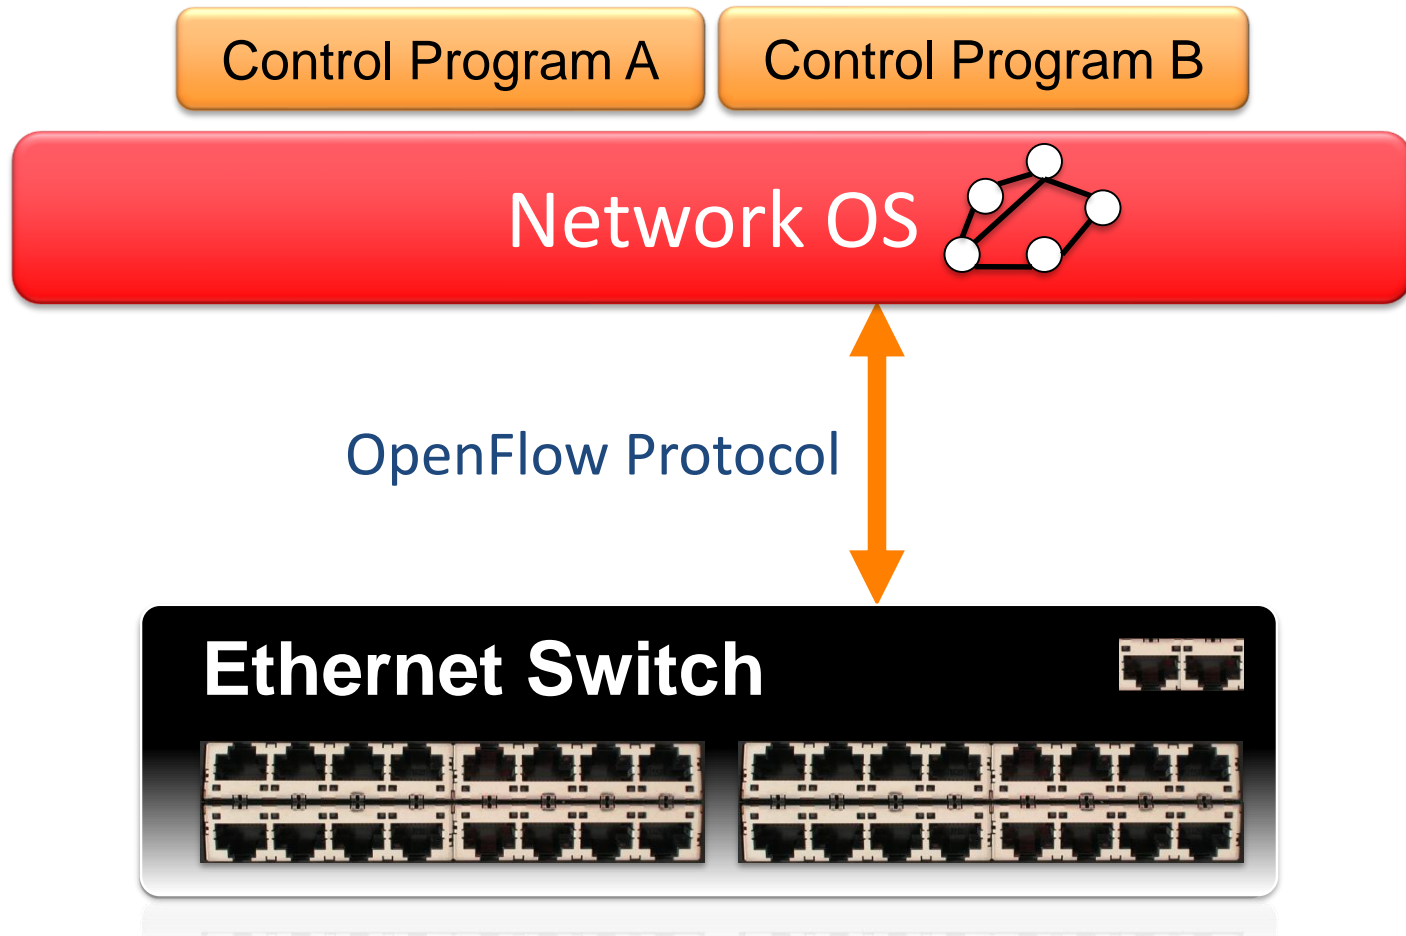 Control Program A
Control Program B
Network OS
OpenFlow Protocol
Ethernet Switch